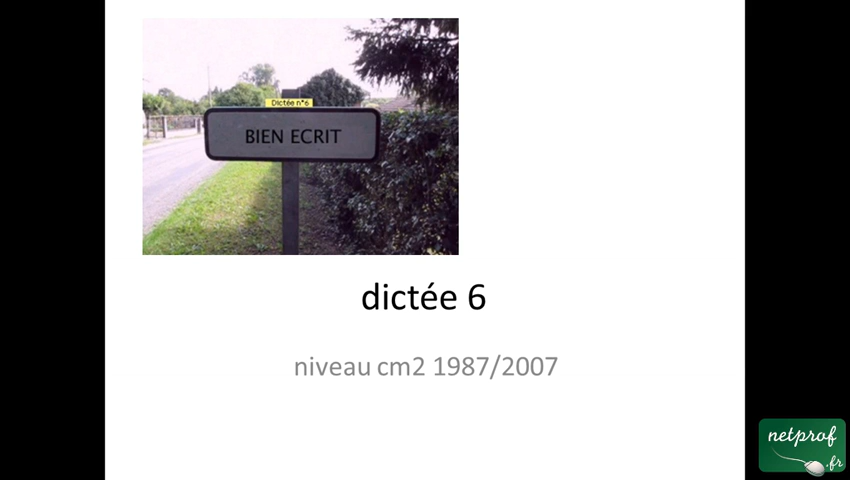 Dictée n°6
BIEN ECRIT
dictée 6
niveau cm2 1987/2007
netprof
.fr